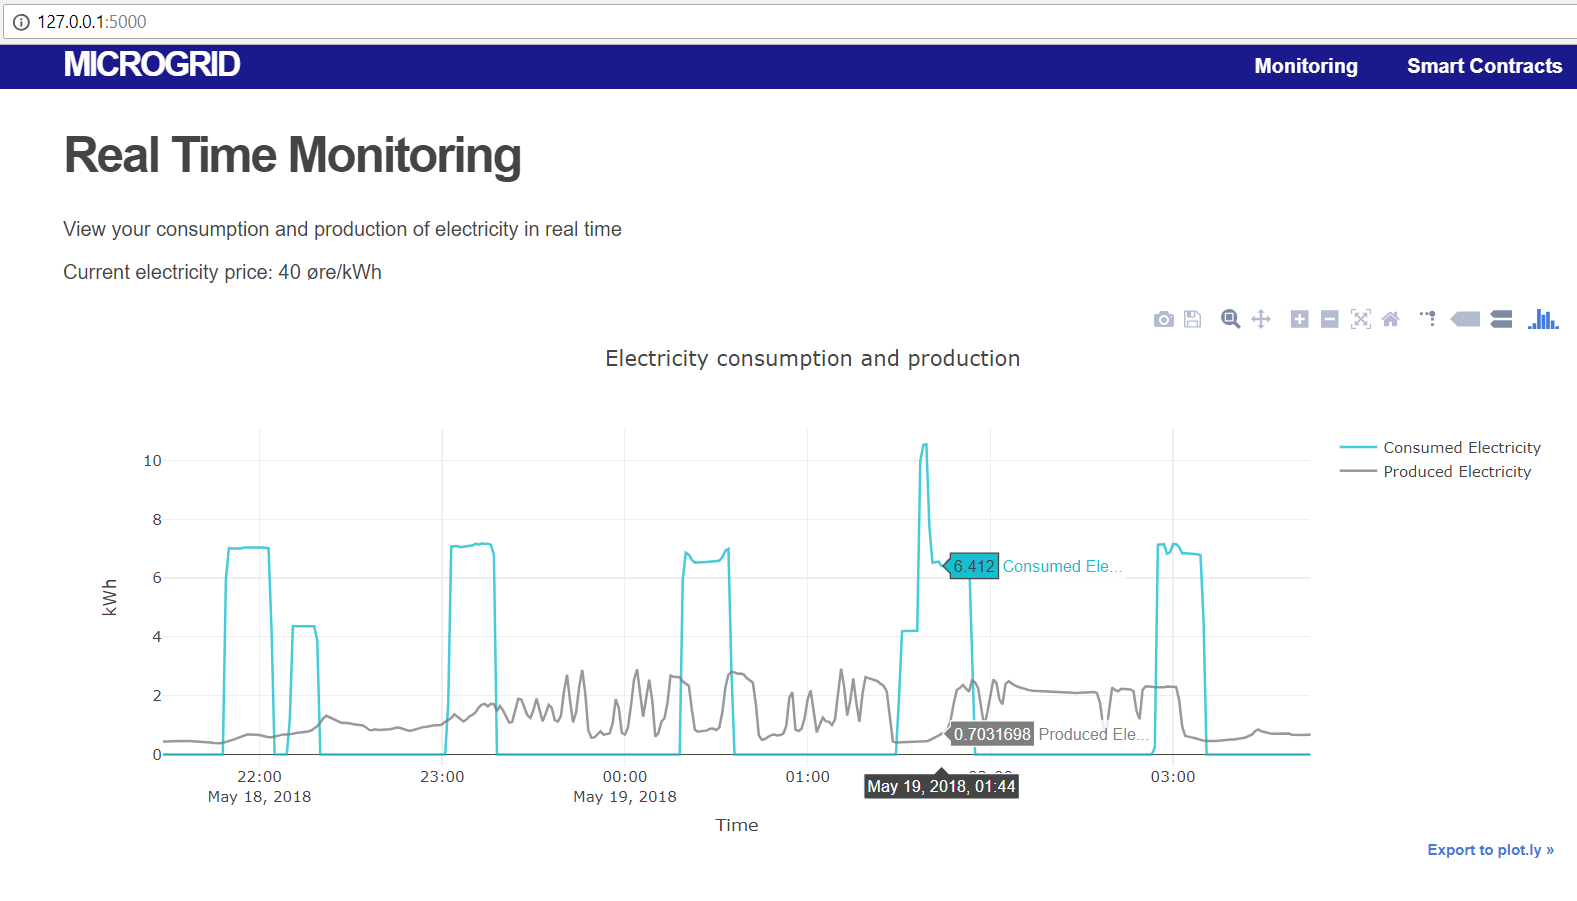 127.0.0.1:5000
MICROGRID
Monitoring
Smart Contracts
Real Time Monitoring
View your consumption and production of electricity in real time
Current electricity price: 40 øre/kWh
Electricity consumption and production
Consumed Electricity
Produced Electricity
10
8
6
4
2
0
kWh
6.412 Consumed Ele...
0.7031698 Produced Ele...
22:00
May 18, 2018
23:00
00:00
May 19, 2018
01:00
May 19, 2018, 01:44
03:00
Time
Export to plot.ly »